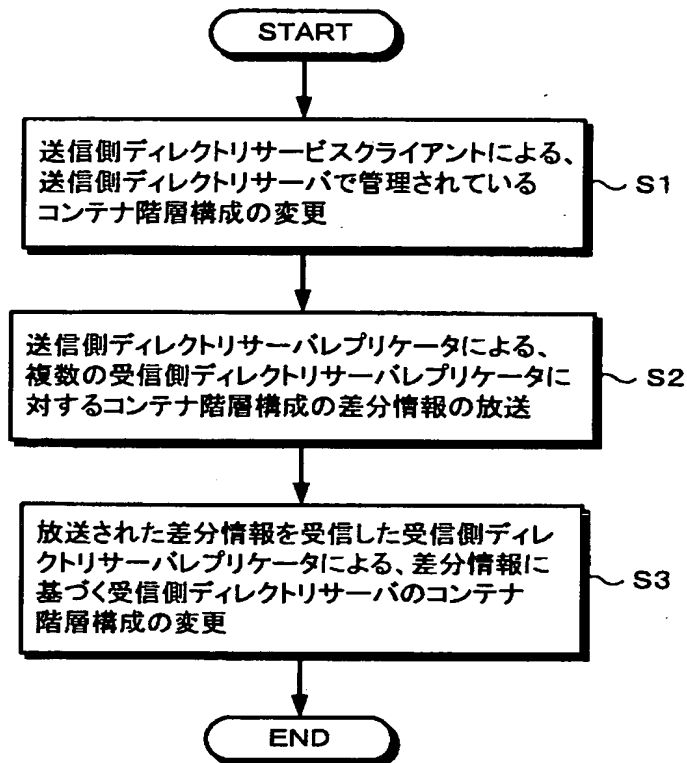 START
送信側ディレクトリサービスクライアントによる、
送信側ディレクトリサーバで管理されている
コンテナ階層構成の変更
S1
送信側ディレクトリサーバレプリケータによる、
複数の受信側ディレクトリサーバレプリケータに
対するコンテナ階層構成の差分情報の放送
S2
放送された差分情報を受信した受信側ディレ
クトリサーバレプリケータによる、差分情報に
基づく受信側ディレクトリサーバのコンテナ
階層構成の変更
S3
END